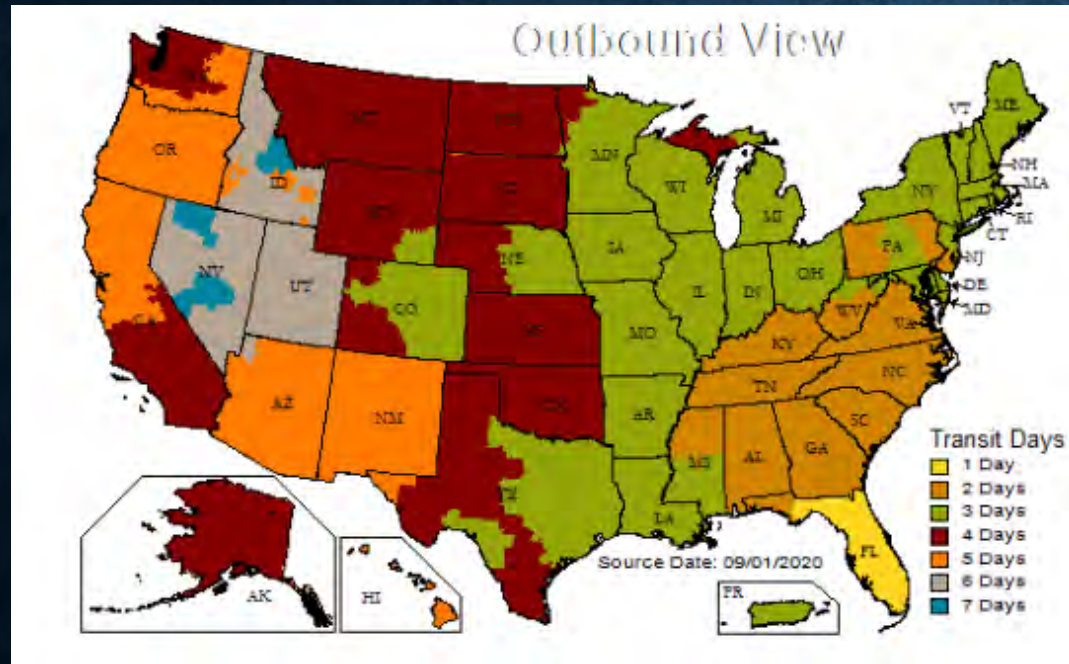 Outbound View
VT
ME
OR
ID
MN
WI
MI
NY
NH
MA
RI
CT
NV
UT
CO
NE
IA
IL
IN
OH
PA
NJ
DE
MD
WV
VA
MO
KY
CA
AZ
NM
AR
TN
NC
SC
MS
AL
GA
LA
FL
AK
HI
PR
Source Date: 09/01/2020
Transit Days
1 Day
2 Days
3 Days
4 Days
5 Days
6 Days
7 Days